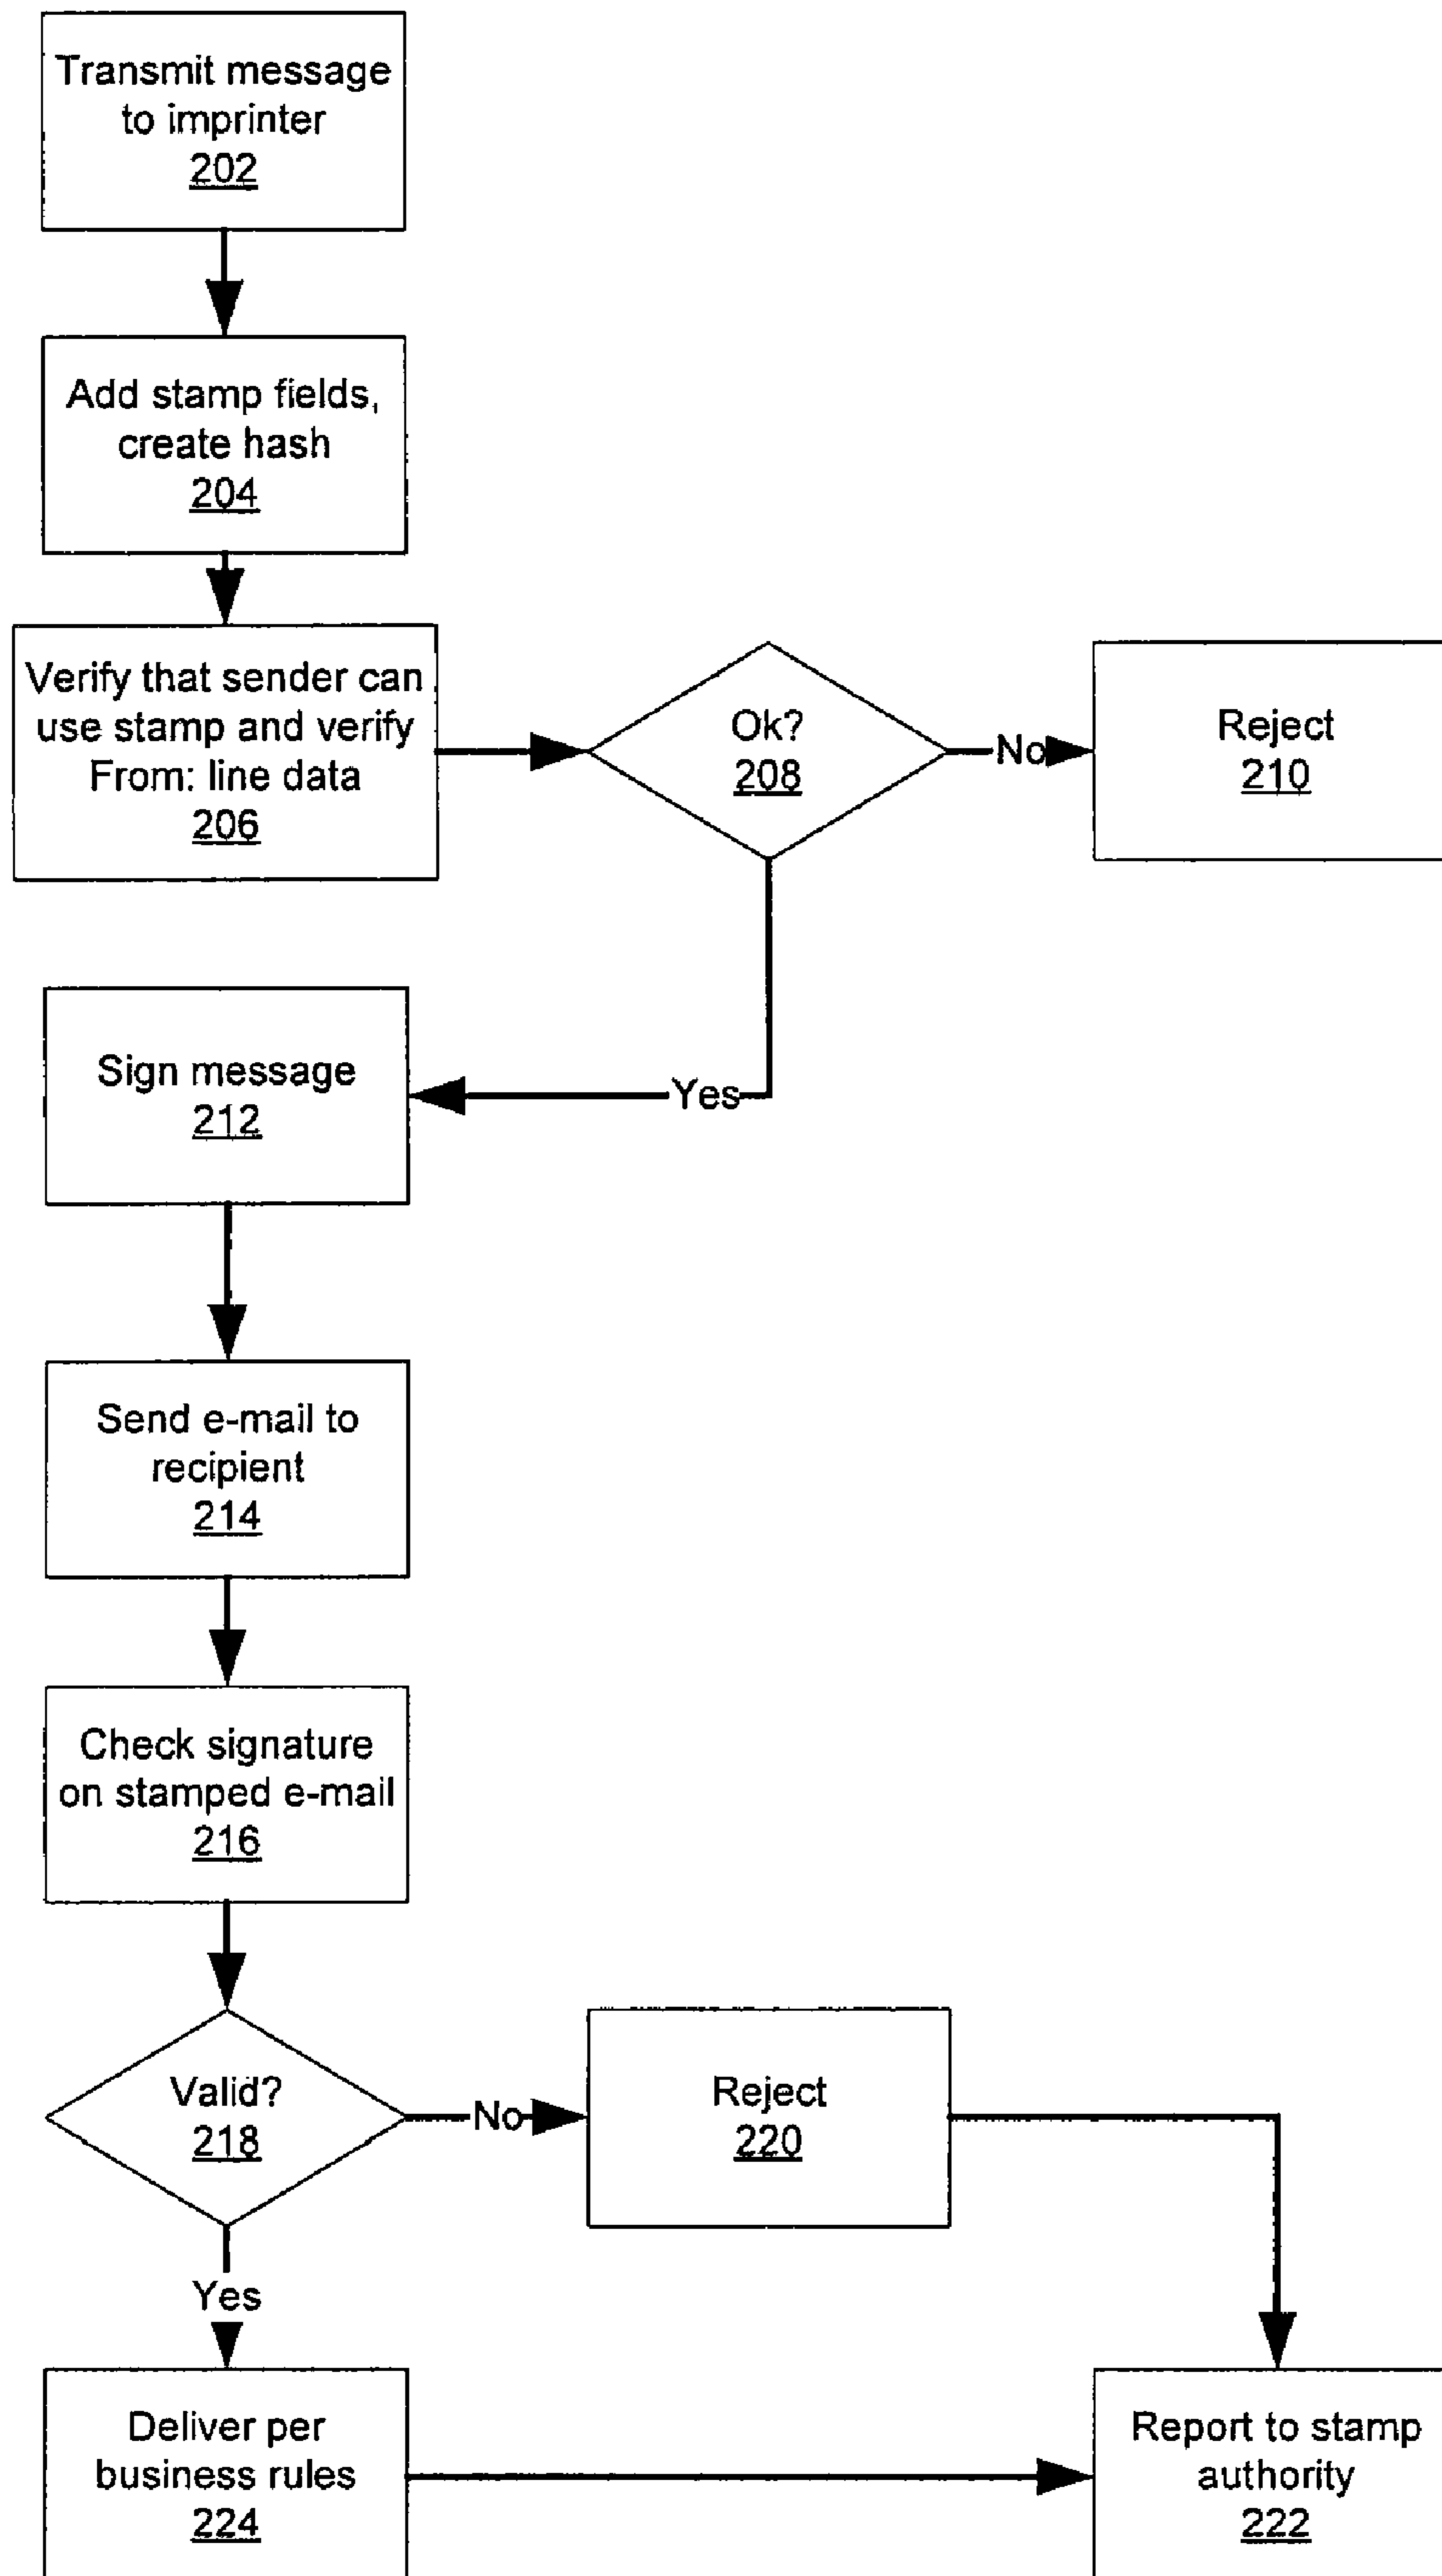 Transmit message
to imprinter
202
Add stamp fields,
create hash
204
Verify that sender can
use stamp and verify
From: line data
206
Ok?
208
No
Reject
210
Yes
Sign message
212
Send e-mail to
recipient
214
Check signature
on stamped e-mail
216
Valid?
218
No
Reject
220
Yes
Deliver per
business rules
224
Report to stamp
authority
222